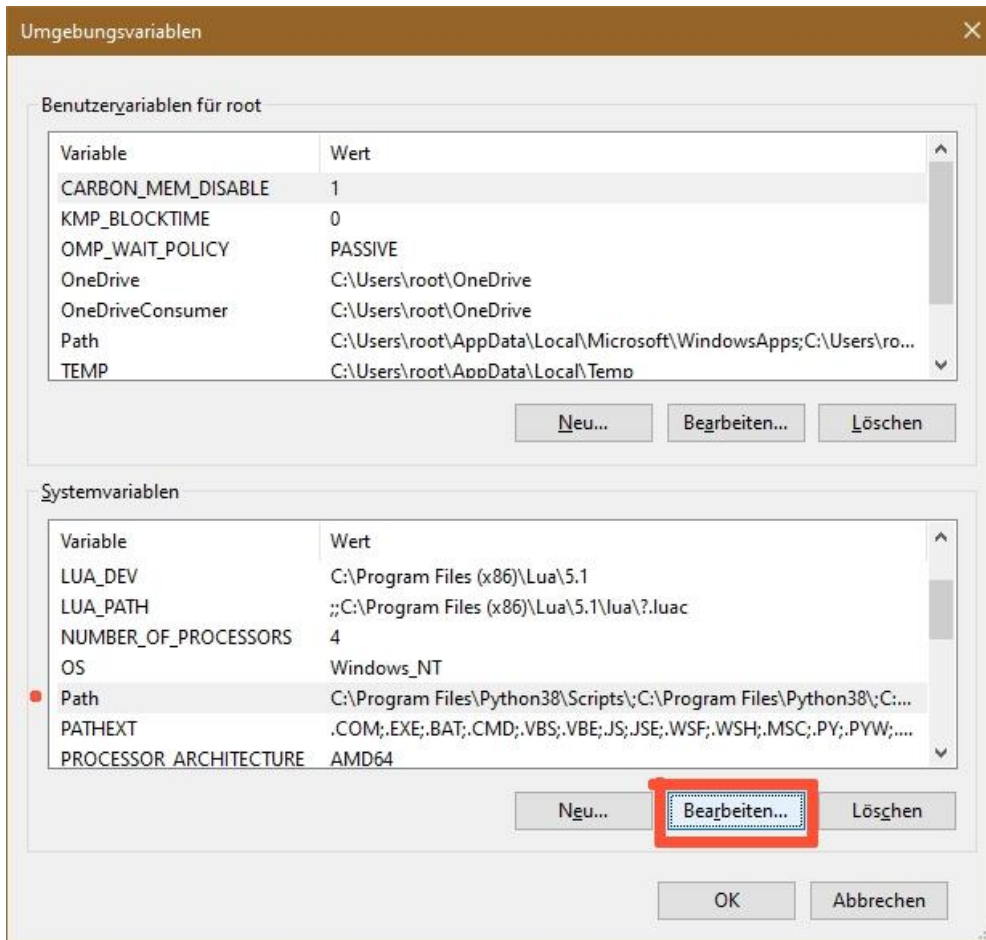 Umgebungsvariablen
Benutzervariablen für root
Variable Wert
CARBON_MEM_DISABLE 1
KMP_BLOCKTIME 0
OMP_WAIT_POLICY PASSIVE
OneDrive C:\Users\root\OneDrive
OneDriveConsumer C:\Users\root\OneDrive
Path C:\Users\root\AppData\Local\Microsoft\WindowsApps;C:\Users\ro...
TEMP C:\Users\root\AppData\Local\Temp
Neu... Bearbeiten... Löschen
Systemvariablen
Variable Wert
LUA_DEV C:\Program Files (x86)\Lua\5.1
LUA_PATH ;;C:\Program Files (x86)\Lua\5.1\lua\?.luac
NUMBER_OF_PROCESSORS 4
OS Windows_NT
Path C:\Program Files\Python38\Scripts\;C:\Program Files\Python38\;C:...
PATHEXT .COM;.EXE;.BAT;.CMD;.VBS;.VBE;.JS;.JSE;.WSF;.WSH;.MSC;.PY;.PYW;....
PROCESSOR_ARCHITECTURE AMD64
Neu... Bearbeiten... Löschen
OK Abbrechen